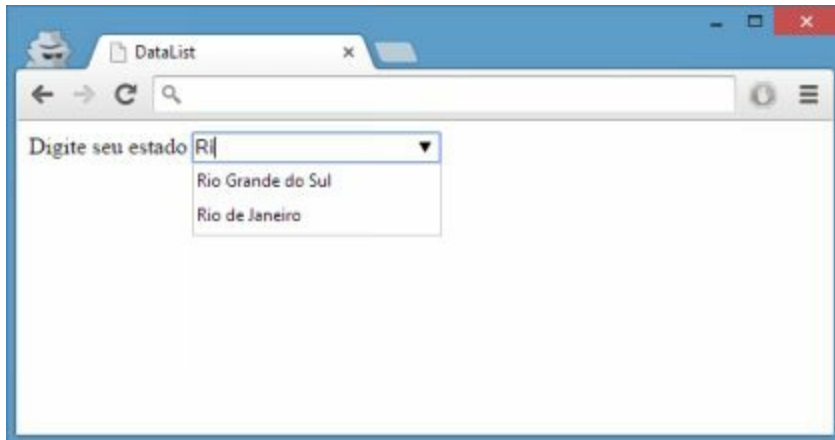 DataList
Digite seu estado Ri
Rio Grande do Sul
Rio de Janeiro